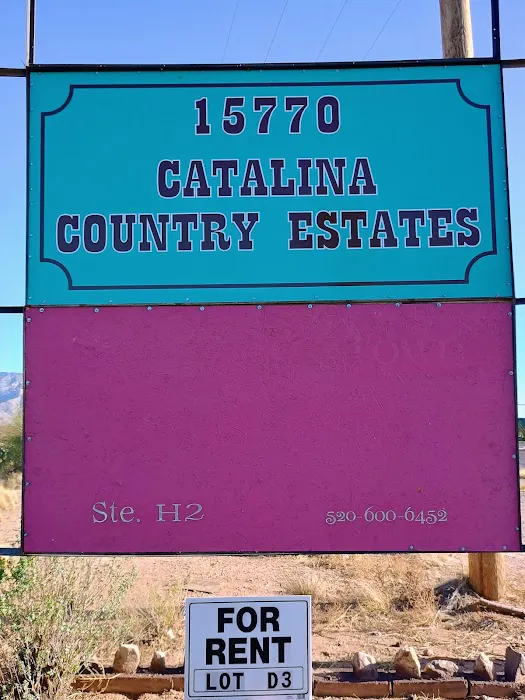 15770
CATALINA
COUNTRY ESTATES
Ste. H2 520-600-6452
FOR
RENT
LOT D3